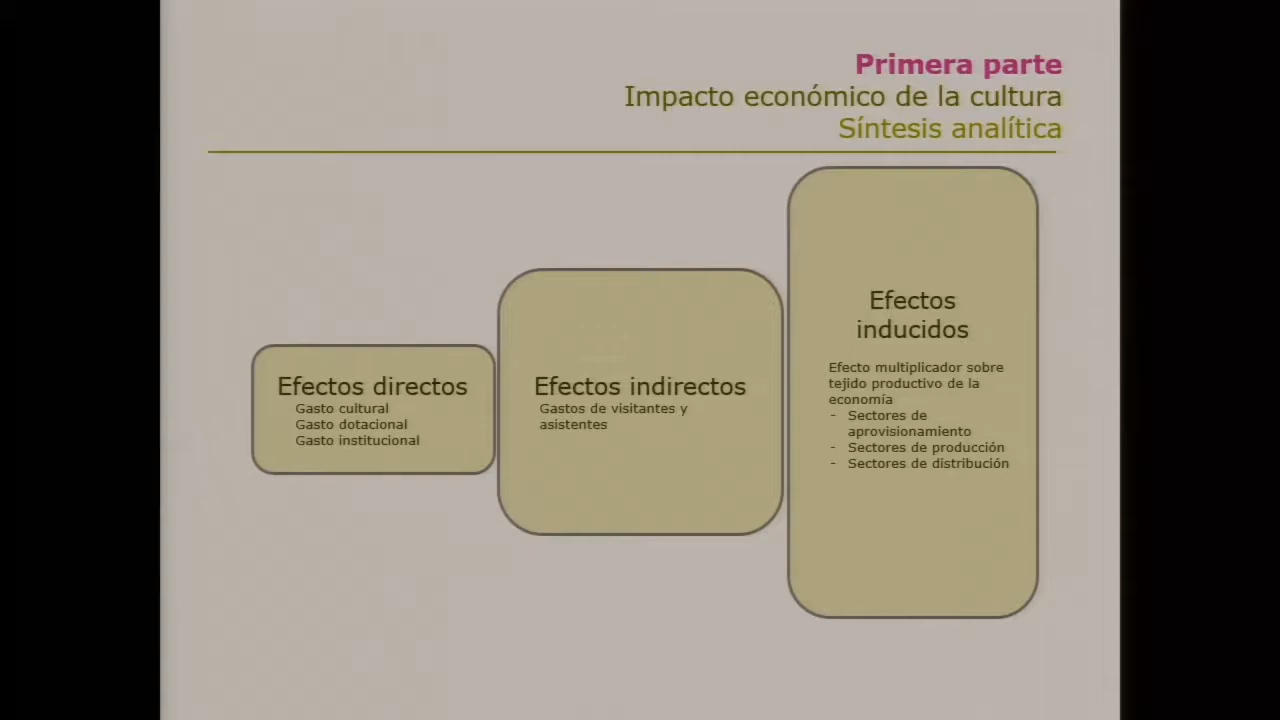 Primera parte
Impacto económico de la cultura
Síntesis analítica
Efectos directos
Gasto cultural
Gasto dotacional
Gasto institucional
Efectos indirectos
Gastos de visitantes y
asistentes
Efectos
inducidos
Efecto multiplicador sobre
tejido productivo de la
economía
- Sectores de
aprovisionamiento
- Sectores de producción
- Sectores de distribución